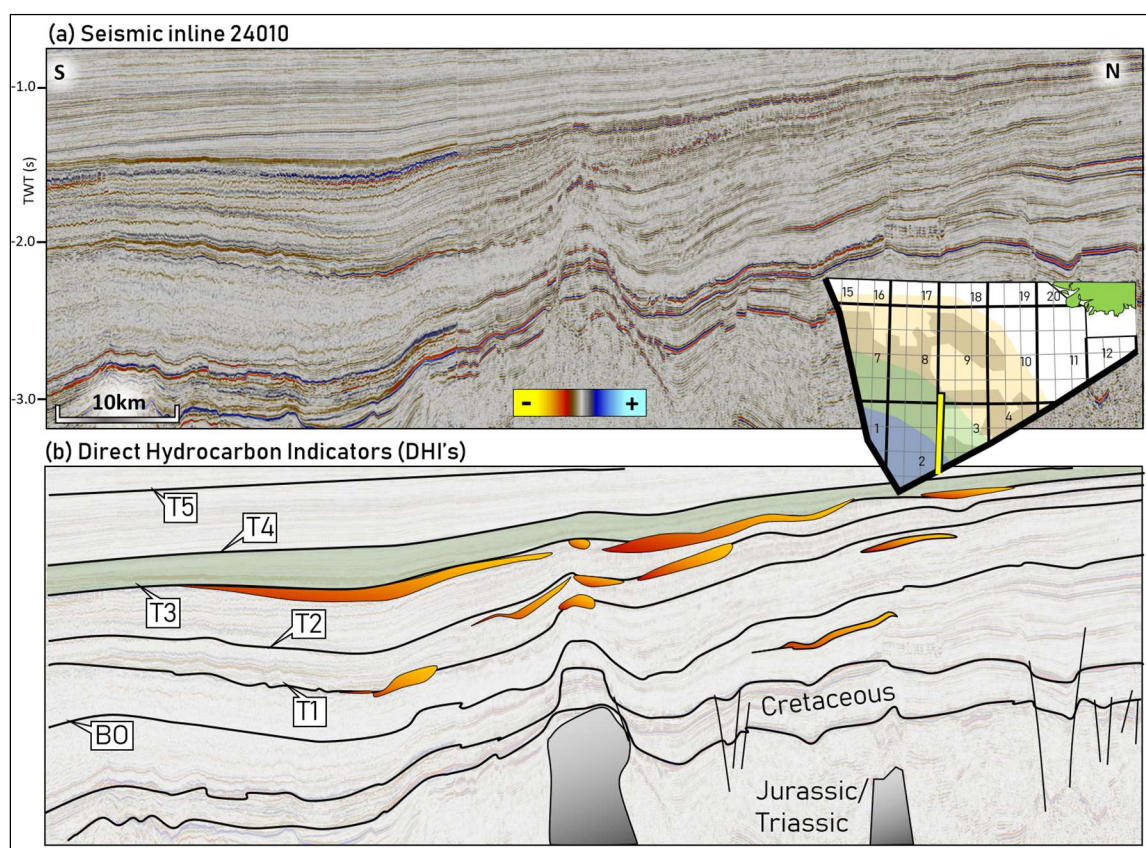 (a) Seismic inline 24010
S
N
-1.0
TWT (s)
-2.0
-3.0
10km
- +
15 16 17 18 19 20
7 8 9 10 11 12
1 2 3 4
(b) Direct Hydrocarbon Indicators (DHI's)
T5
T4
T3
T2
T1
BO
Cretaceous
Jurassic/
Triassic